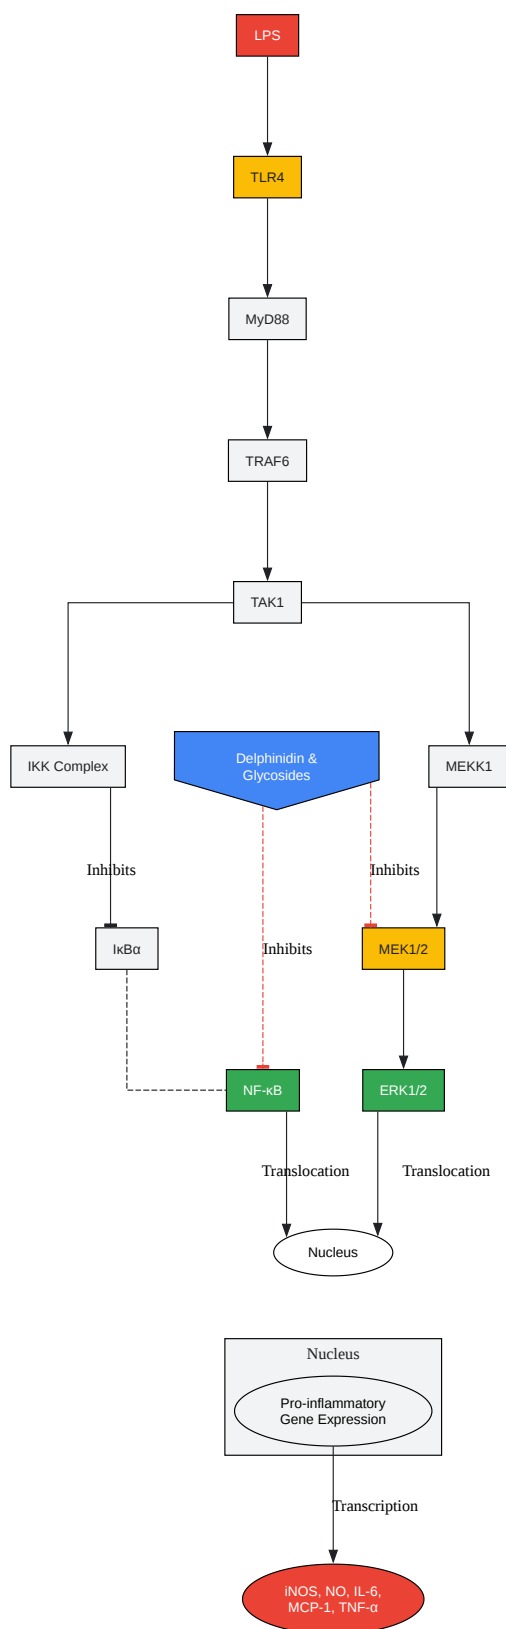 LPS
TLR4
MyD88
TRAF6
TAK1
IKK Complex
Delphinidin &
Glycosides
MEKK1
Inhibits
Inhibits
IκBα
Inhibits
MEK1/2
NF-κB
ERK1/2
Translocation
Translocation
Nucleus
Nucleus
Pro-inflammatory
Gene Expression
Transcription
iNOS, NO, IL-6,
MCP-1, TNF-α